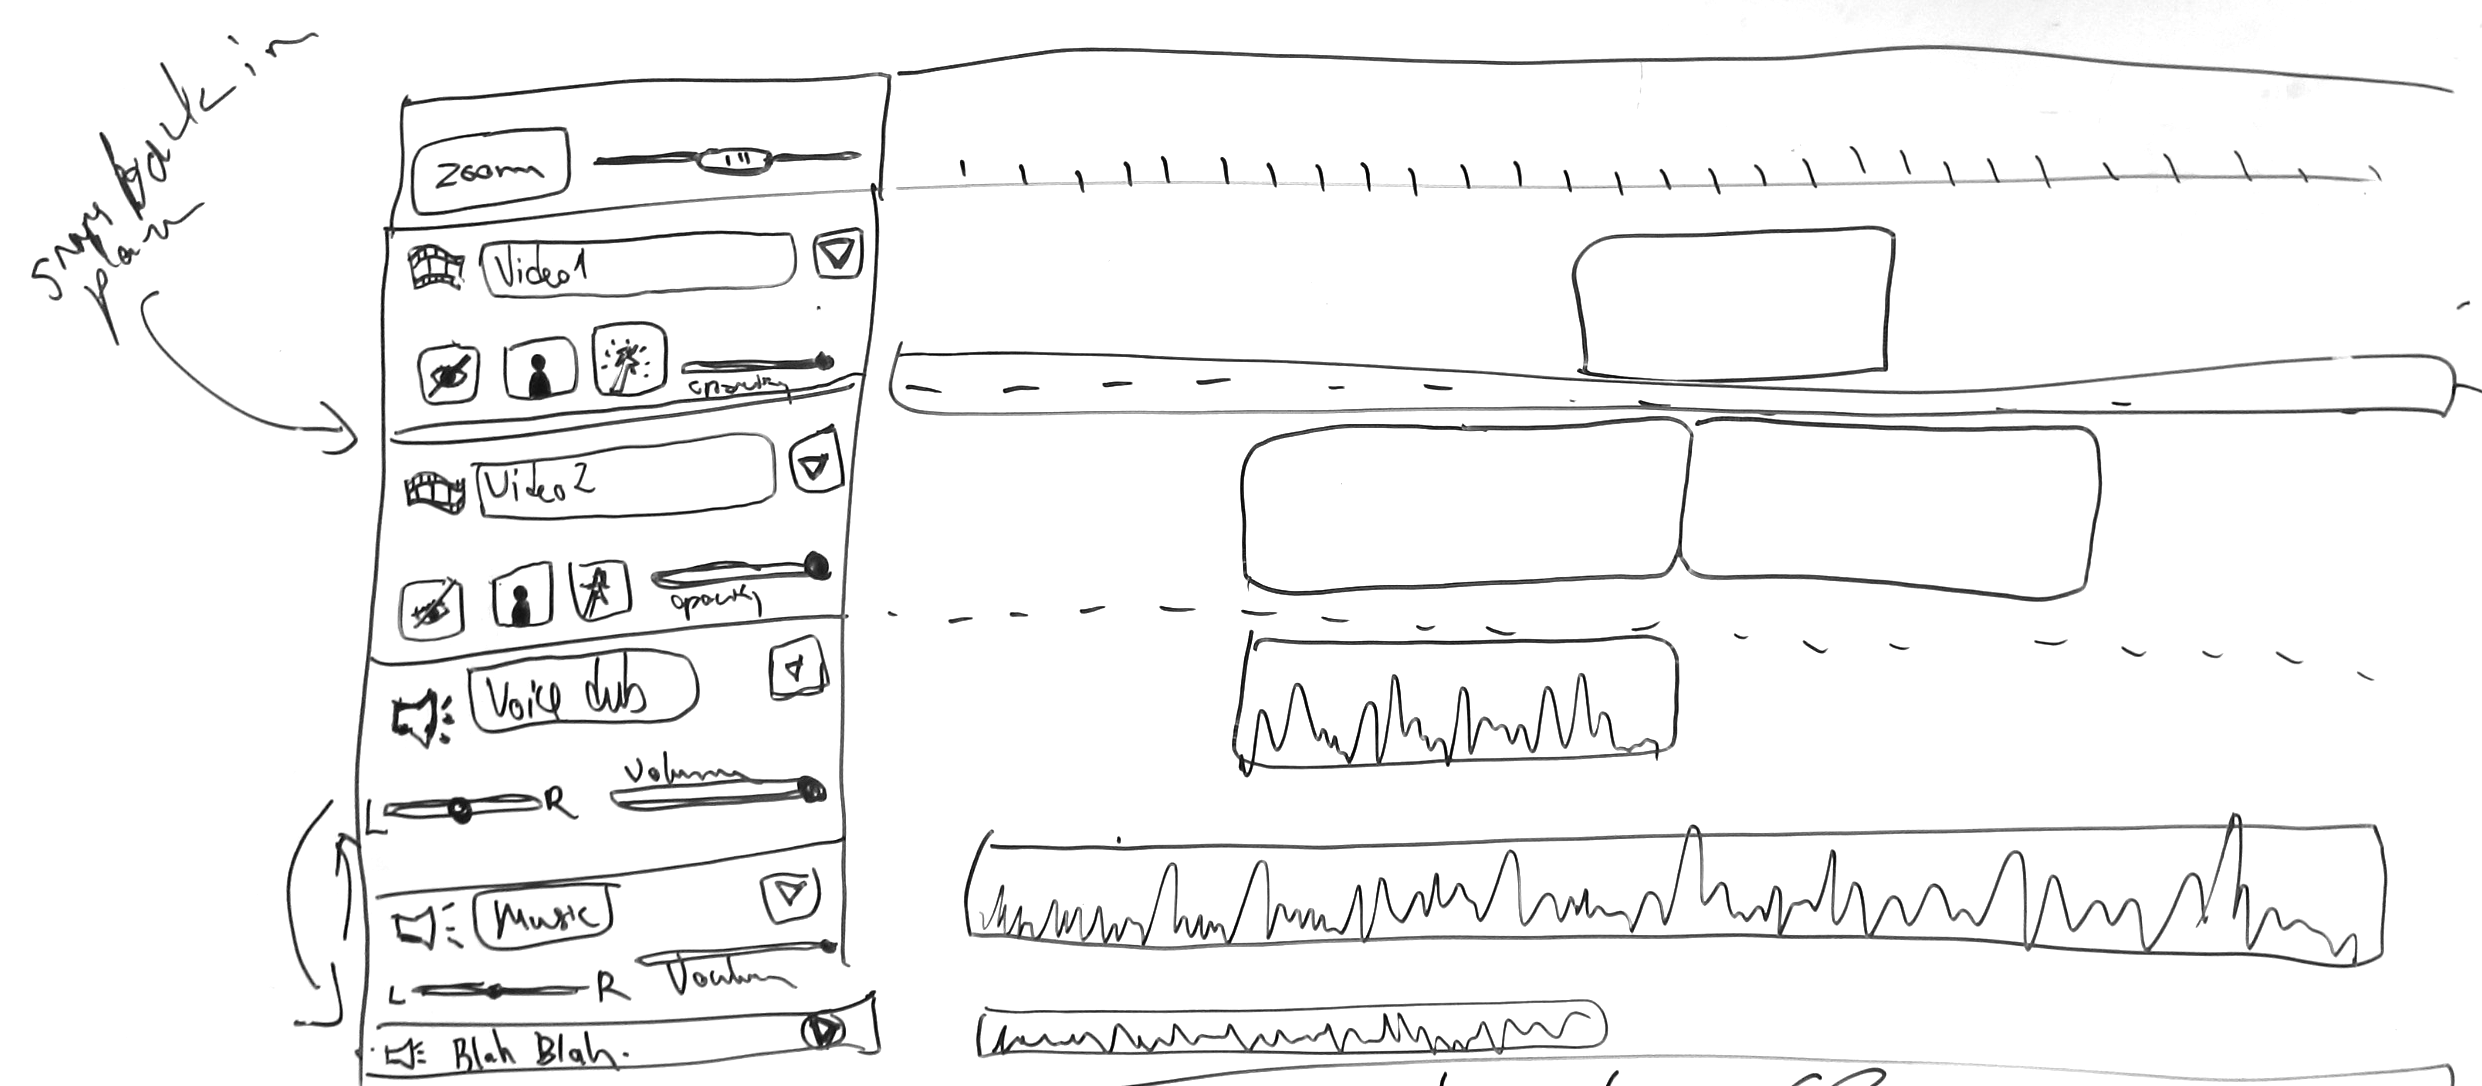 snap back in
place
zoom
Video1
opacity
Video2
opacity
Voice dub
Volume
L R
Music
L R Volume
Blah Blah.